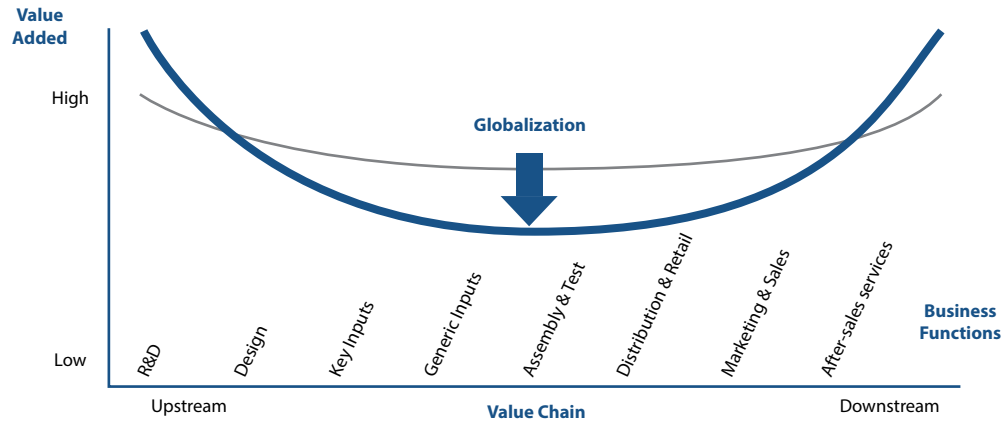 Value
Added
High
Globalization
Low
R&D
Design
Key Inputs
Generic Inputs
Assembly & Test
Distribution & Retail
Marketing & Sales
After-sales services
Business
Functions
Upstream
Value Chain
Downstream